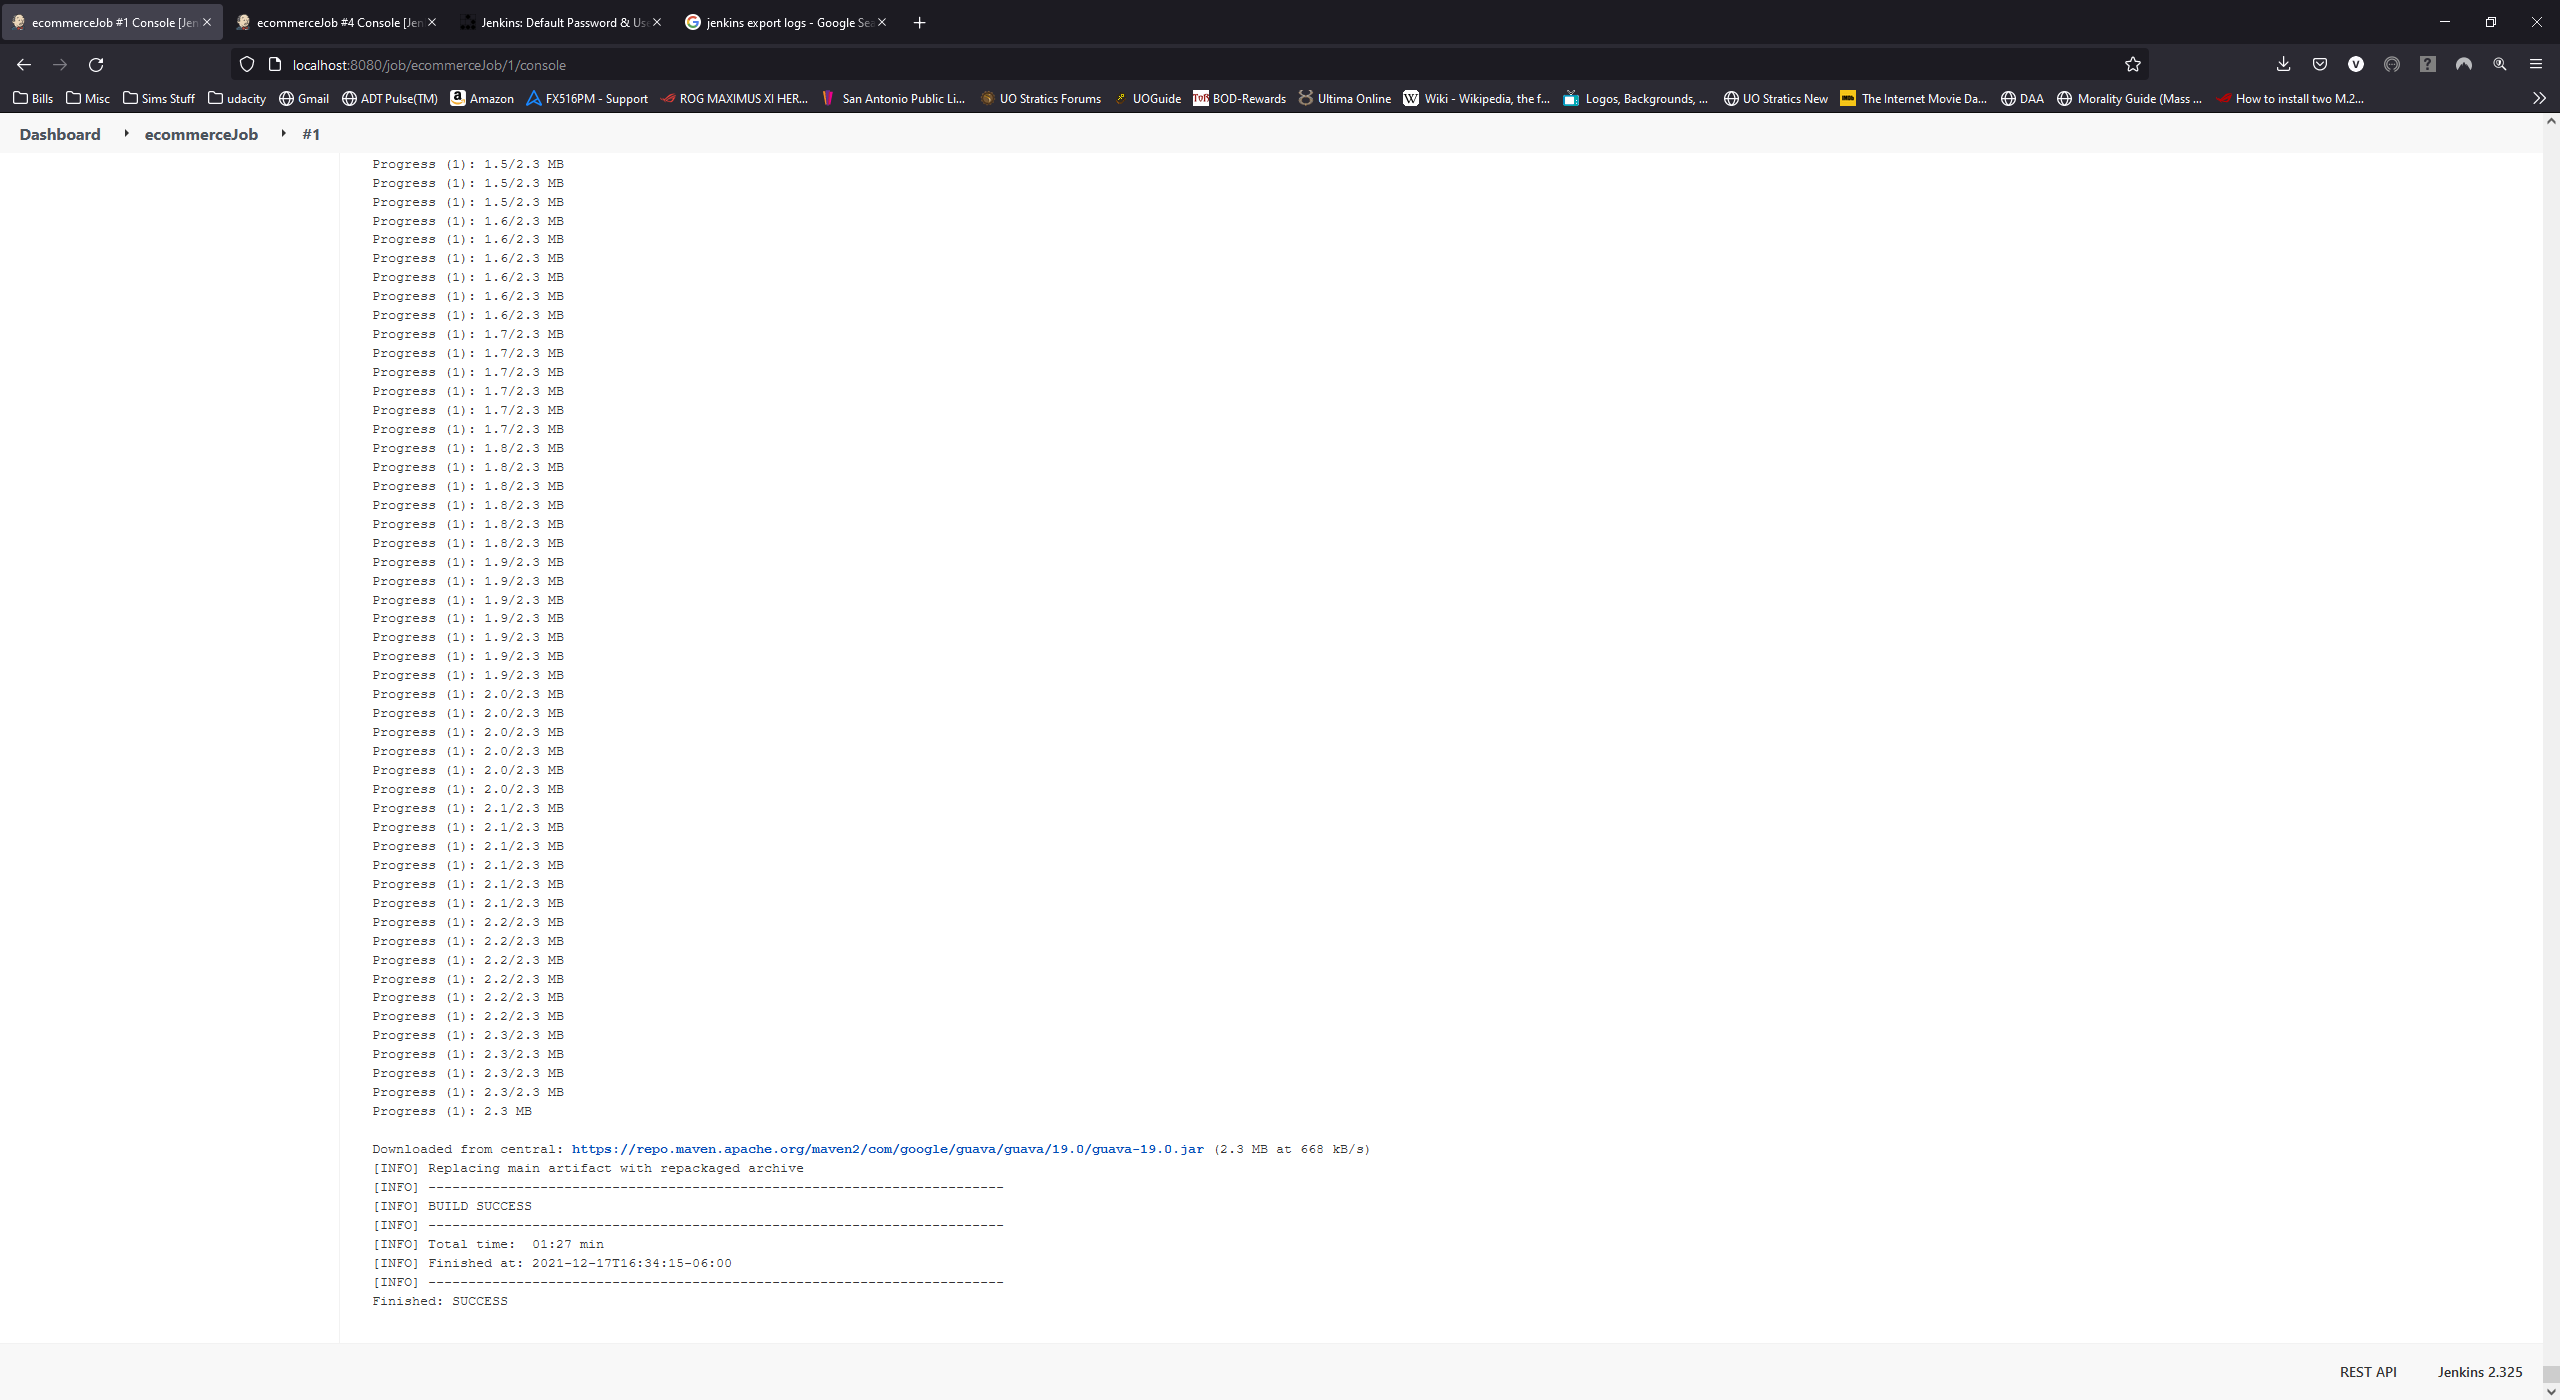 ecommerceJob #1 Console [Jen
ecommerceJob #4 Console [Jen
Jenkins: Default Password & Use
jenkins export logs - Google Sea
localhost:8080/job/ecommerceJob/1/console
Bills Misc Sims Stuff udacity Gmail ADT Pulse(TM) Amazon FX516PM - Support ROG MAXIMUS XI HER... San Antonio Public Li... UO Stratics Forums UOGuide BOD-Rewards Ultima Online Wiki - Wikipedia, the f... Logos, Backgrounds, ... UO Stratics New The Internet Movie Da... DAA Morality Guide (Mass ... How to install two M.2...
Dashboard ecommerceJob #1
Progress (1): 1.5/2.3 MB
Progress (1): 1.5/2.3 MB
Progress (1): 1.5/2.3 MB
Progress (1): 1.6/2.3 MB
Progress (1): 1.6/2.3 MB
Progress (1): 1.6/2.3 MB
Progress (1): 1.6/2.3 MB
Progress (1): 1.6/2.3 MB
Progress (1): 1.6/2.3 MB
Progress (1): 1.7/2.3 MB
Progress (1): 1.7/2.3 MB
Progress (1): 1.7/2.3 MB
Progress (1): 1.7/2.3 MB
Progress (1): 1.7/2.3 MB
Progress (1): 1.7/2.3 MB
Progress (1): 1.8/2.3 MB
Progress (1): 1.8/2.3 MB
Progress (1): 1.8/2.3 MB
Progress (1): 1.8/2.3 MB
Progress (1): 1.8/2.3 MB
Progress (1): 1.8/2.3 MB
Progress (1): 1.9/2.3 MB
Progress (1): 1.9/2.3 MB
Progress (1): 1.9/2.3 MB
Progress (1): 1.9/2.3 MB
Progress (1): 1.9/2.3 MB
Progress (1): 1.9/2.3 MB
Progress (1): 1.9/2.3 MB
Progress (1): 2.0/2.3 MB
Progress (1): 2.0/2.3 MB
Progress (1): 2.0/2.3 MB
Progress (1): 2.0/2.3 MB
Progress (1): 2.0/2.3 MB
Progress (1): 2.0/2.3 MB
Progress (1): 2.1/2.3 MB
Progress (1): 2.1/2.3 MB
Progress (1): 2.1/2.3 MB
Progress (1): 2.1/2.3 MB
Progress (1): 2.1/2.3 MB
Progress (1): 2.1/2.3 MB
Progress (1): 2.2/2.3 MB
Progress (1): 2.2/2.3 MB
Progress (1): 2.2/2.3 MB
Progress (1): 2.2/2.3 MB
Progress (1): 2.2/2.3 MB
Progress (1): 2.2/2.3 MB
Progress (1): 2.3/2.3 MB
Progress (1): 2.3/2.3 MB
Progress (1): 2.3/2.3 MB
Progress (1): 2.3/2.3 MB
Progress (1): 2.3 MB
Downloaded from central: https://repo.maven.apache.org/maven2/com/google/guava/guava/19.0/guava-19.0.jar (2.3 MB at 668 kB/s)
[INFO] Replacing main artifact with repackaged archive
[INFO] ------------------------------------------------------------------------
[INFO] BUILD SUCCESS
[INFO] ------------------------------------------------------------------------
[INFO] Total time:  01:27 min
[INFO] Finished at: 2021-12-17T16:34:15-06:00
[INFO] ------------------------------------------------------------------------
Finished: SUCCESS
REST API Jenkins 2.325